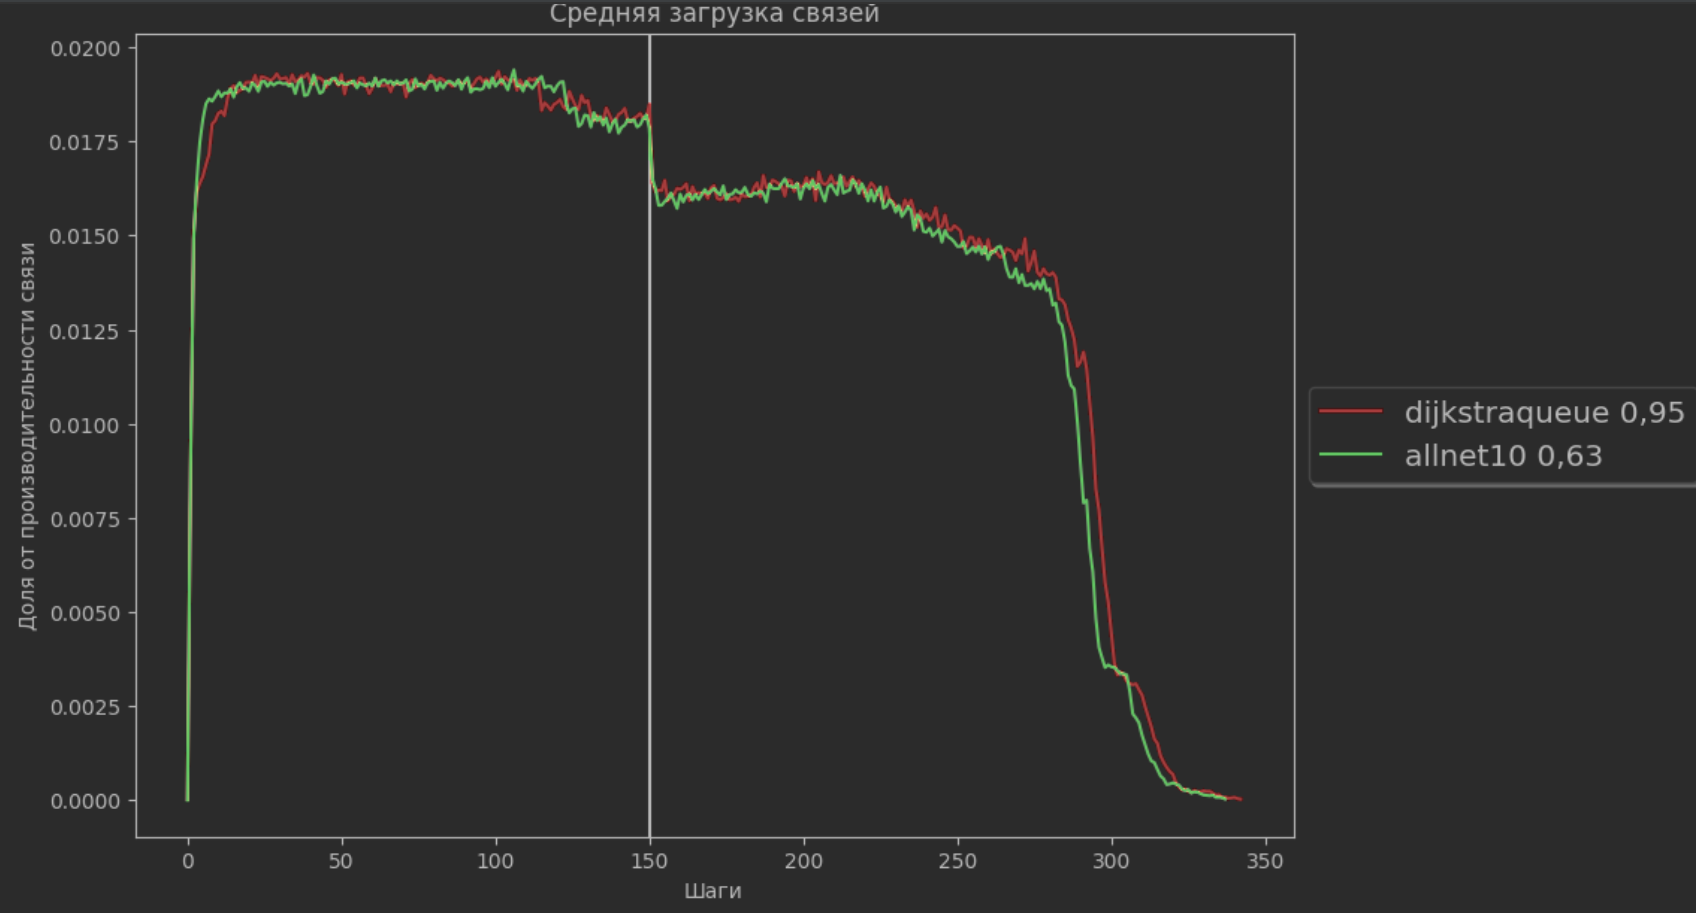 Средняя загрузка связей
Доля от производительности связи
0.0200
0.0175
0.0150
0.0125
0.0100
0.0075
0.0050
0.0025
0.0000
0 50 100 150 200 250 300 350
Шаги
dijkstraqueue 0,95
allnet10 0,63